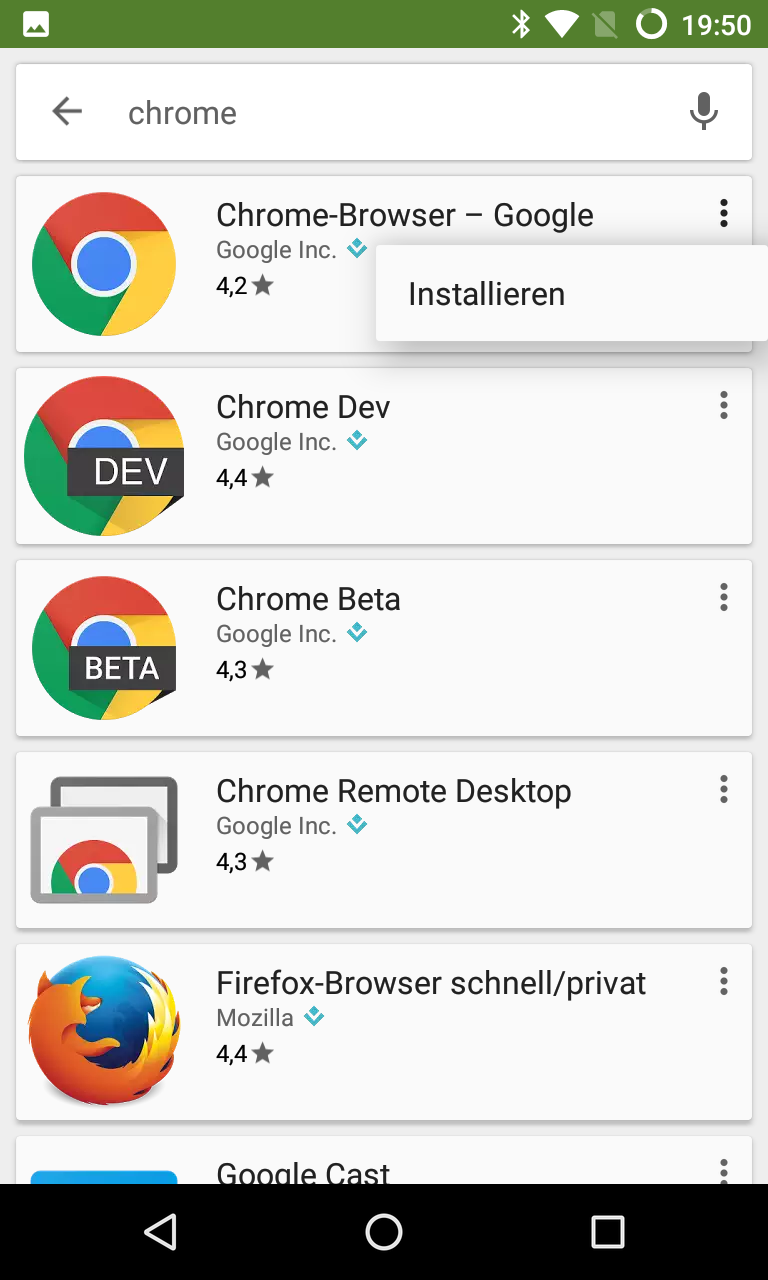 19:50
chrome
Chrome-Browser – Google
Google Inc.
4,2
Installieren
DEV
Chrome Dev
Google Inc.
4,4
BETA
Chrome Beta
Google Inc.
4,3
Chrome Remote Desktop
Google Inc.
4,3
Firefox-Browser schnell/privat
Mozilla
4,4
Google Cast